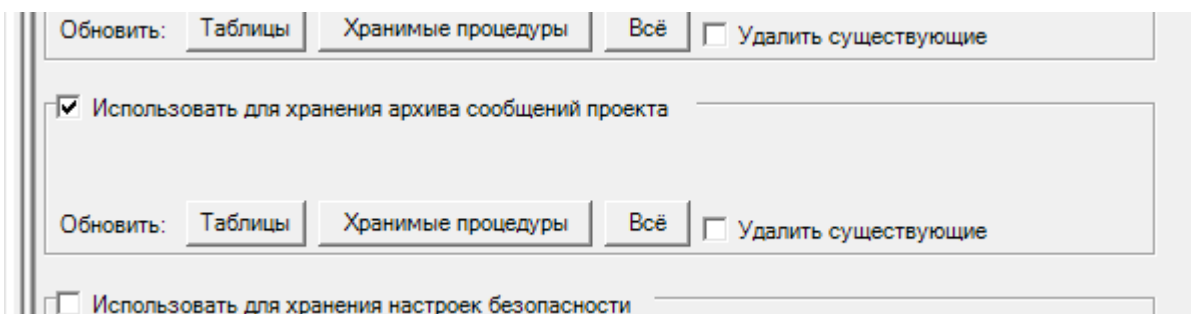 Обновить: Таблицы Хранимые процедуры Всё Удалить существующие
Использовать для хранения архива сообщений проекта
Обновить: Таблицы Хранимые процедуры Всё Удалить существующие
Использовать для хранения настроек безопасности